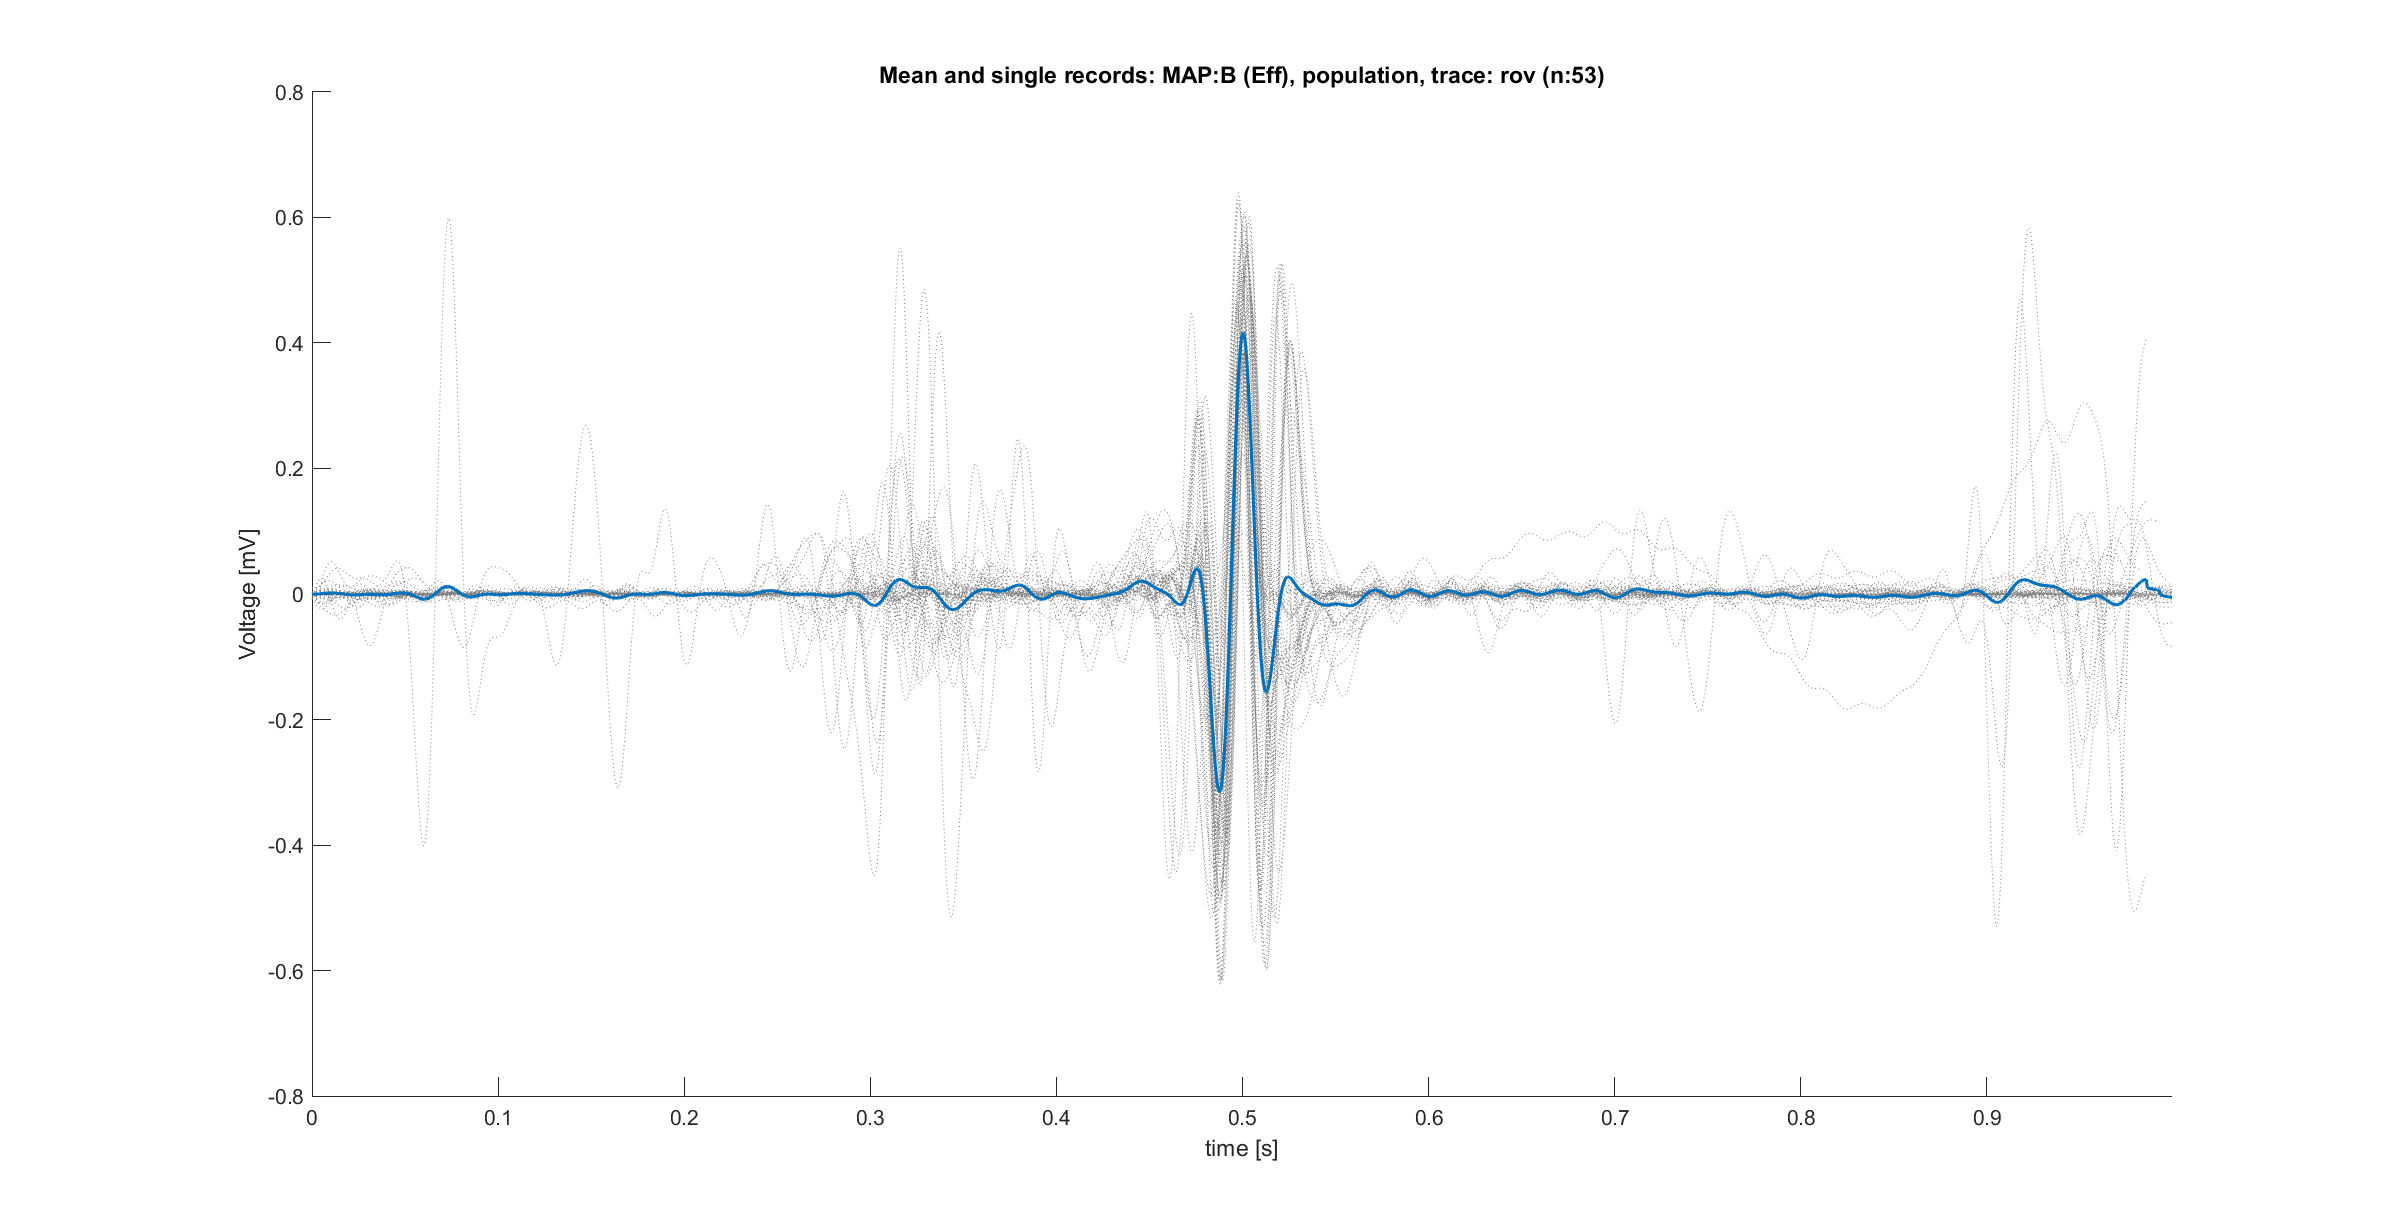 Mean and single records: MAP:B (Eff), population, trace: rov (n:53)
0.8
0.6
0.4
0.2
0
-0.2
-0.4
-0.6
-0.8
Voltage [mV]
0 0.1 0.2 0.3 0.4 0.5 0.6 0.7 0.8 0.9
time [s]